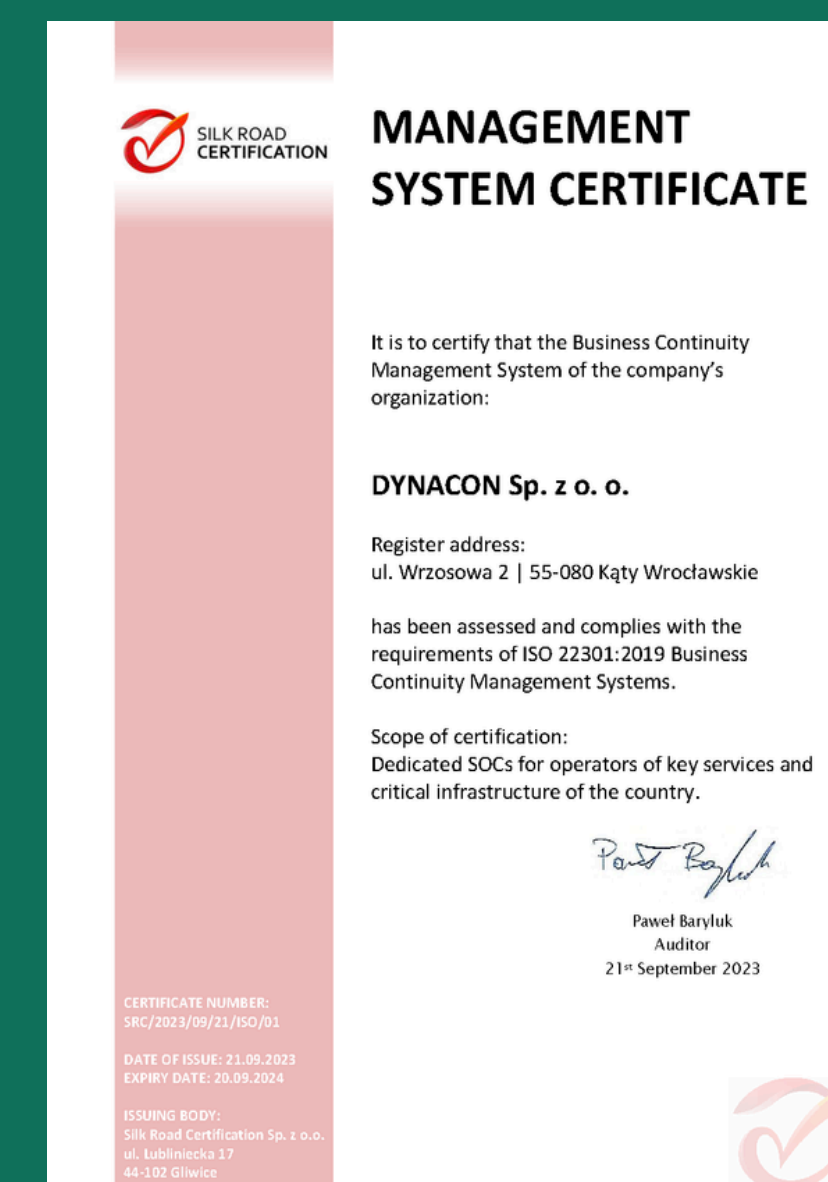 SILK ROAD
CERTIFICATION
MANAGEMENT
SYSTEM CERTIFICATE
It is to certify that the Business Continuity
Management System of the company's
organization:
DYNACON Sp. z o. o.
Register address:
ul. Wrzosowa 2 | 55-080 Kąty Wrocławskie
has been assessed and complies with the
requirements of ISO 22301:2019 Business
Continuity Management Systems.
Scope of certification:
Dedicated SOCs for operators of key services and
critical infrastructure of the country.
Paweł Baryluk
Auditor
21st September 2023
CERTIFICATE NUMBER:
SRC/2023/09/21/ISO/01
DATE OF ISSUE: 21.09.2023
EXPIRY DATE: 20.09.2024
ISSUING BODY:
Silk Road Certification Sp. z o.o.
ul. Lubliniecka 17
44-102 Gliwice